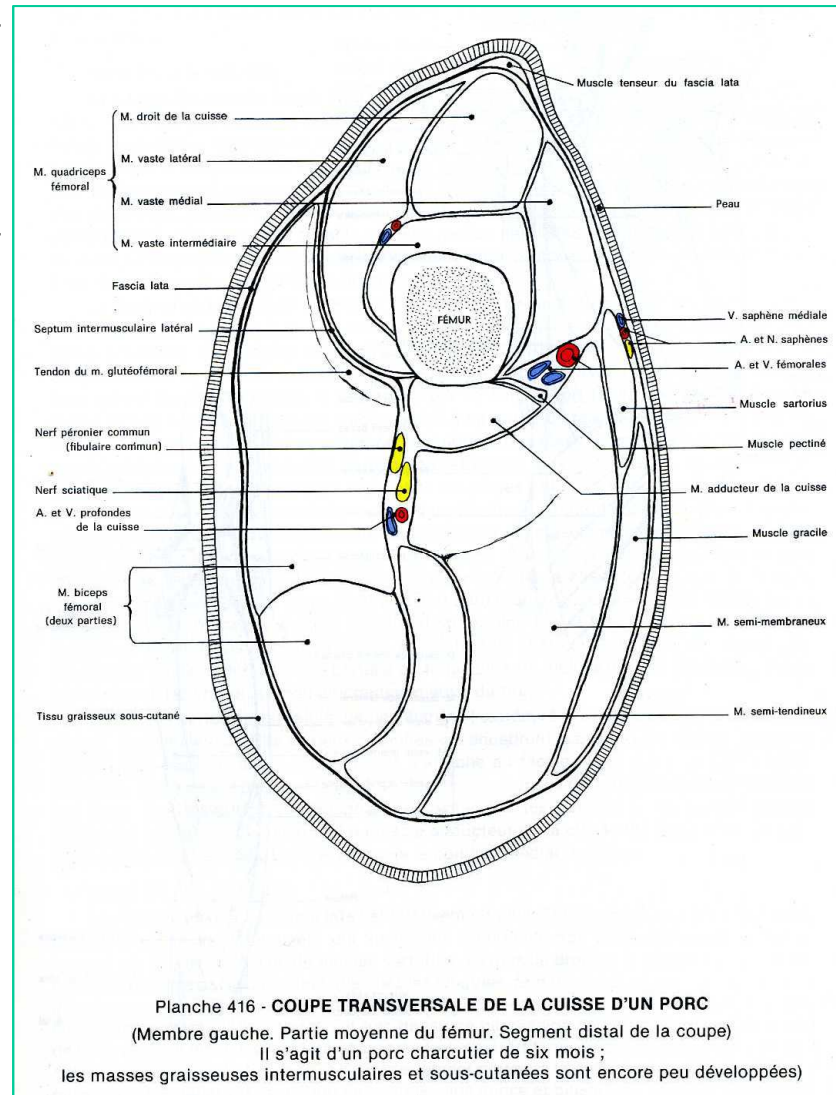 Muscle tenseur du fascia lata
M. droit de la cuisse
M. vaste latéral
M. quadriceps
fémoral
M. vaste médial
Peau
M. vaste intermédiaire
Fascia lata
FÉMUR
V. saphène médiale
Septum intermusculaire latéral
A. et N. saphènes
Tendon du m. glutéofémoral
A. et V. fémorales
Muscle sartorius
Nerf péronier commun
(fibulaire commun)
Muscle pectiné
Nerf sciatique
M. adducteur de la cuisse
A. et V. profondes
de la cuisse
Muscle gracile
M. biceps
fémoral
(deux parties)
M. semi-membraneux
Tissu graisseux sous-cutané
M. semi-tendineux
Planche 416 - COUPE TRANSVERSALE DE LA CUISSE D'UN PORC
(Membre gauche. Partie moyenne du fémur. Segment distal de la coupe)
Il s'agit d'un porc charcutier de six mois ;
les masses graisseuses intermusculaires et sous-cutanées sont encore peu développées)